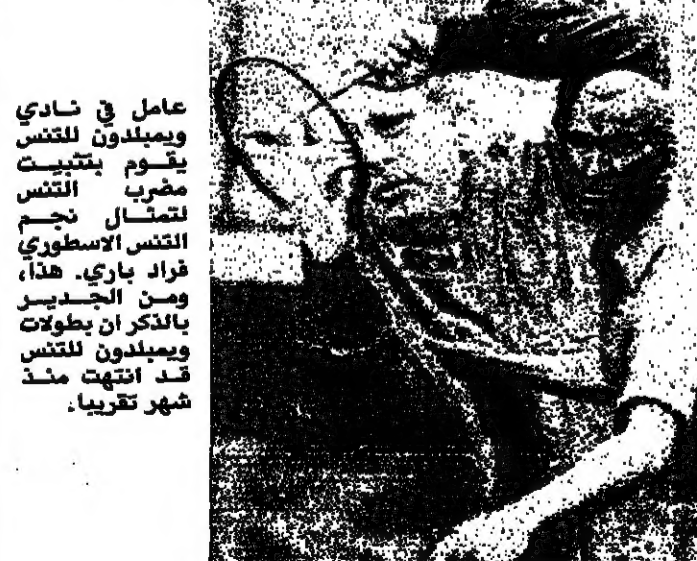 عامل في نادي
ويمبلدون للتنس
يقوم بتثبيت
مضرب التنس
لتمثال نجم
التنس الاسطوري
فراد باري. هذا،
ومن الجدير
بالذكر ان بطولات
ويمبلدون للتنس
قد انتهت منذ
شهر تقريبا.